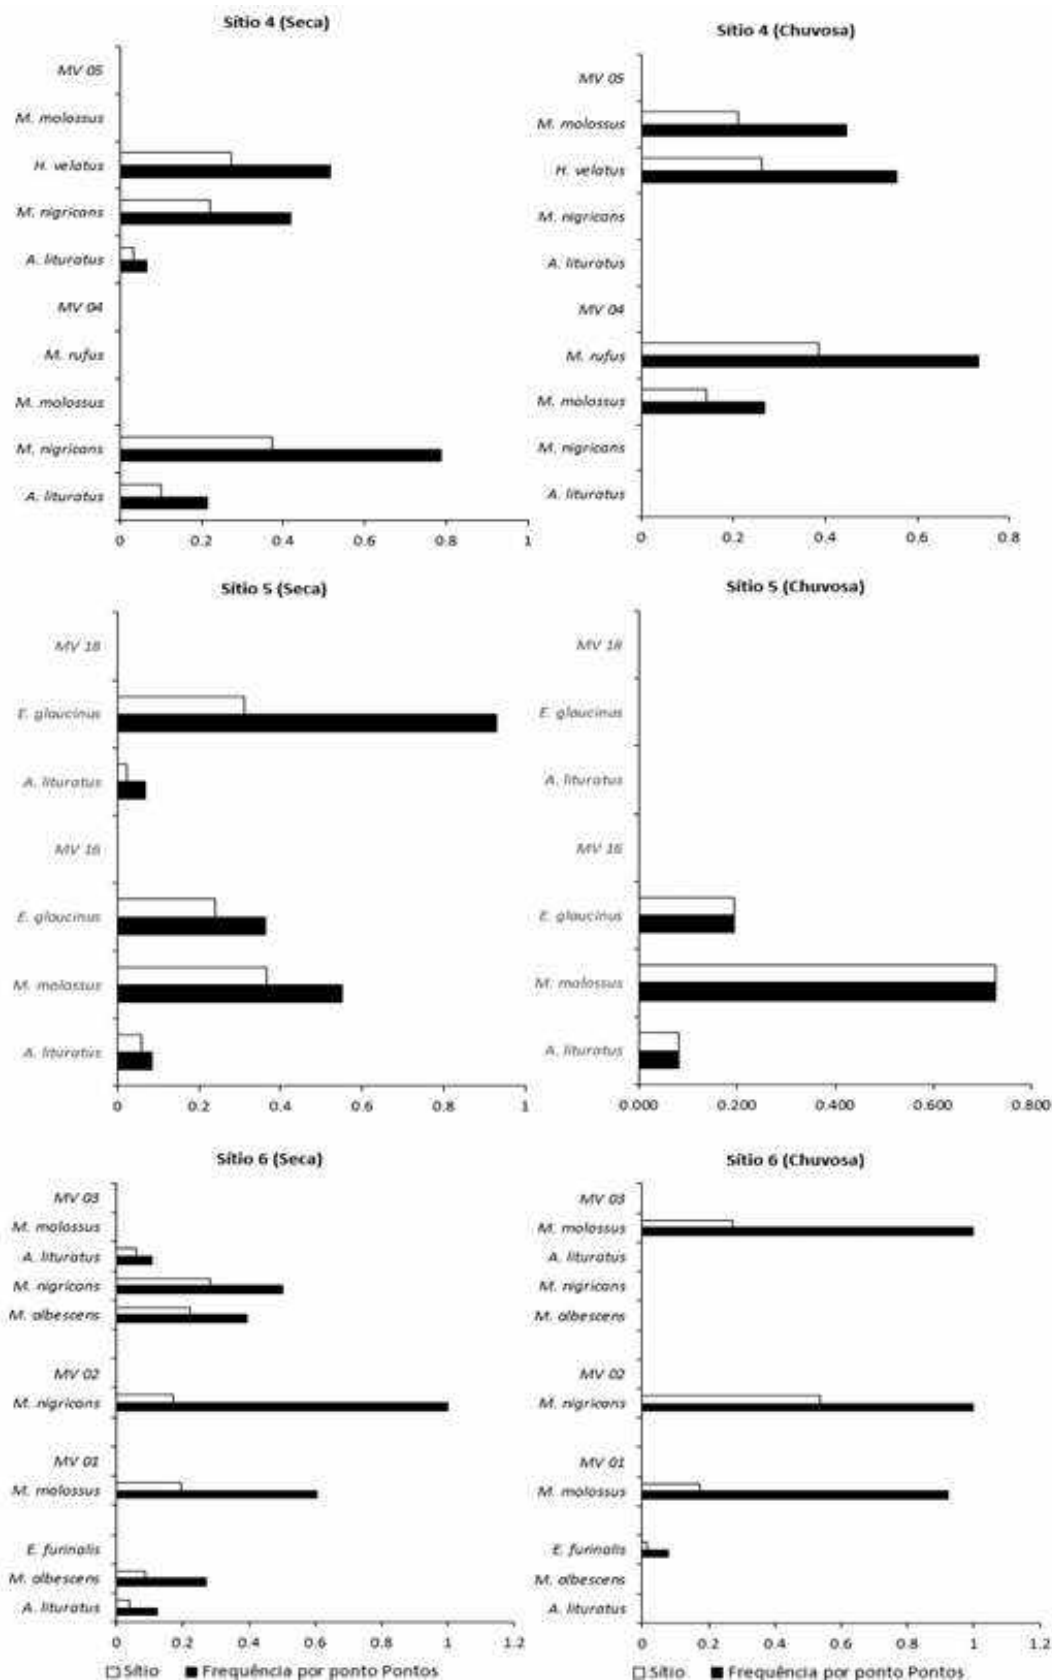 Sítio 4 (Seca)
MV 05
M. molossus
H. velatus
M. nigricans
A. lituratus
MV 04
M. rufus
M. molossus
M. nigricans
A. lituratus
0 0.2 0.4 0.6 0.8 1
Sítio 4 (Chuvosa)
MV 05
M. molossus
H. velatus
M. nigricans
A. lituratus
MV 04
M. rufus
M. molossus
M. nigricans
A. lituratus
0 0.2 0.4 0.6 0.8
Sítio 5 (Seca)
MV 18
E. glaucinus
A. lituratus
MV 16
E. glaucinus
M. molossus
A. lituratus
0 0.2 0.4 0.6 0.8 1
Sítio 5 (Chuvosa)
MV 18
E. glaucinus
A. lituratus
MV 16
E. glaucinus
M. molossus
A. lituratus
0.000 0.200 0.400 0.600 0.800
Sítio 6 (Seca)
MV 03
M. molossus
A. lituratus
M. nigricans
M. albescens
MV 02
M. nigricans
MV 01
M. molossus
E. furinalis
M. albescens
A. lituratus
0 0.2 0.4 0.6 0.8 1 1.2
Sítio Frequência por ponto Pontos
Sítio 6 (Chuvosa)
MV 03
M. molossus
A. lituratus
M. nigricans
M. albescens
MV 02
M. nigricans
MV 01
M. molossus
E. furinalis
M. albescens
A. lituratus
0 0.2 0.4 0.6 0.8 1 1.2
Sítio Frequência por ponto Pontos